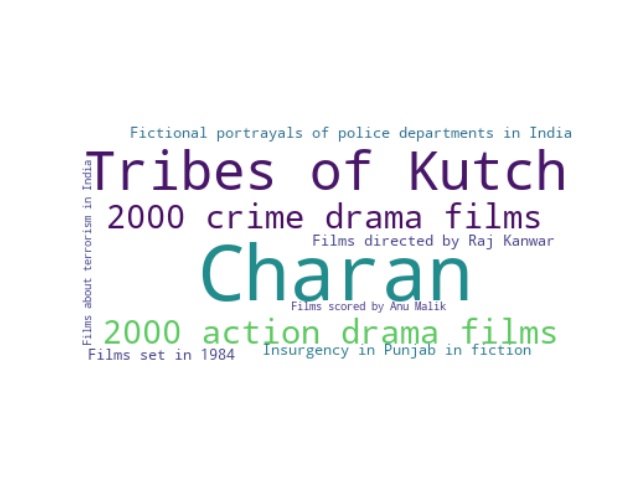 Fictional portrayals of police departments in India
Tribes of Kutch
Films about terrorism in India
2000 crime drama films
Films directed by Raj Kanwar
Charan
Films scored by Anu Malik
2000 action drama films
Insurgency in Punjab in fiction
Films set in 1984